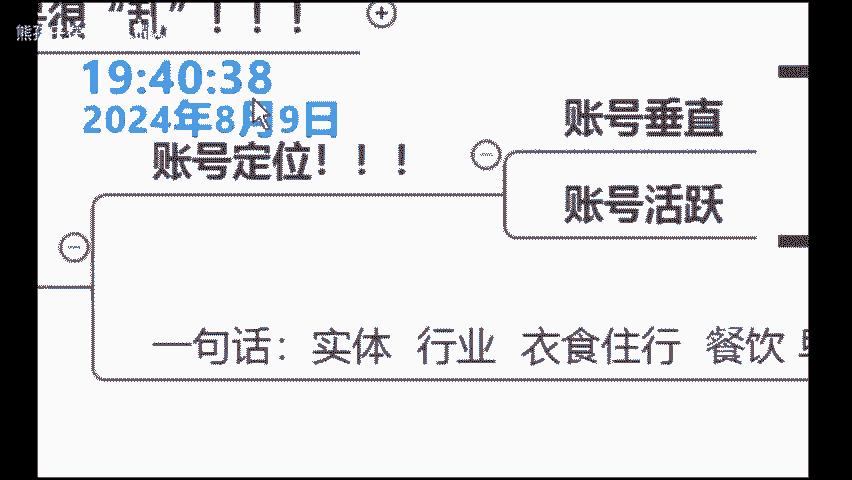 很“乱”！！！
19:40:38
2024年8月9日
账号定位！！！
账号垂直
账号活跃
一句话：实体 行业 衣食住行 餐饮